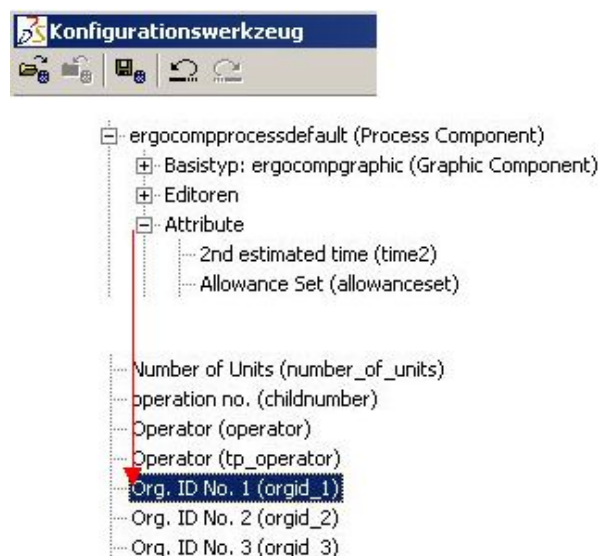 Konfigurationswerkzeug
ergocompprocessdefault (Process Component)
Basistyp: ergocompgraphic (Graphic Component)
Editoren
Attribute
2nd estimated time (time2)
Allowance Set (allowanceset)
Number of Units (number_of_units)
operation no. (childnumber)
Operator (operator)
Operator (tp_operator)
Org. ID No. 1 (orgid_1)
Org. ID No. 2 (orgid_2)
Org. ID No. 3 (orgid_3)